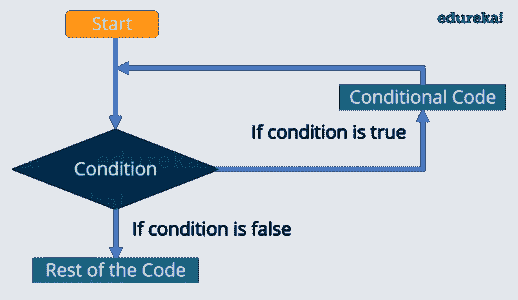 Start
edureka!
Conditional Code
If condition is true
Condition
If condition is false
Rest of the Code